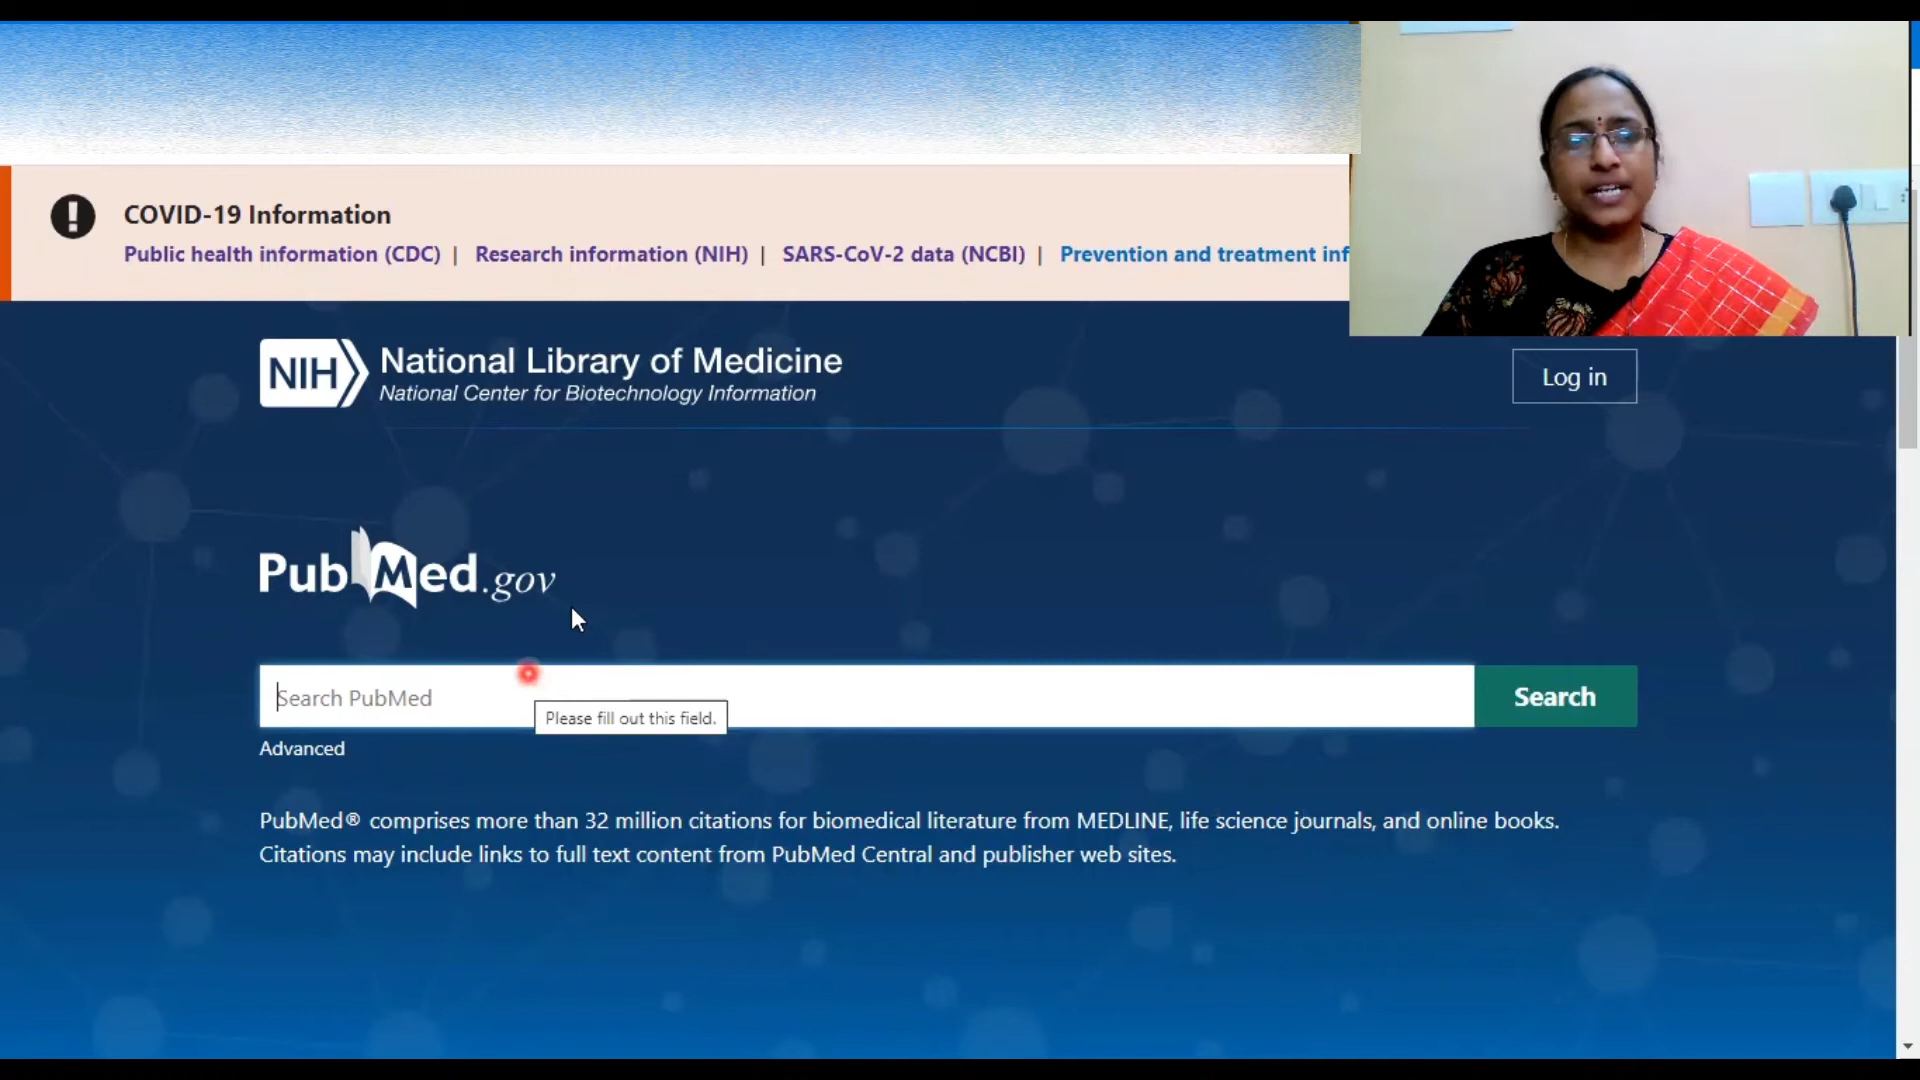 COVID-19 Information
Public health information (CDC) | Research information (NIH) | SARS-CoV-2 data (NCBI) | Prevention and treatment inf
NIH National Library of Medicine
National Center for Biotechnology Information
Log in
PubMed.gov
Search PubMed
Search
Please fill out this field.
Advanced
PubMed® comprises more than 32 million citations for biomedical literature from MEDLINE, life science journals, and online books.
Citations may include links to full text content from PubMed Central and publisher web sites.